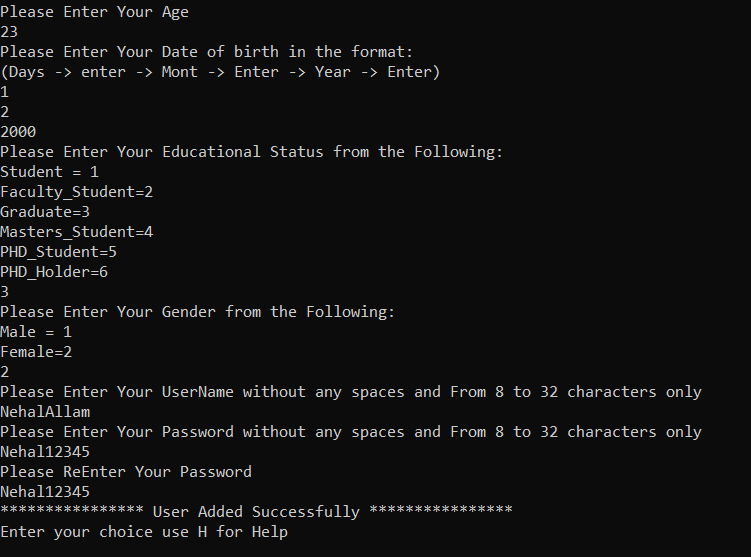 Please Enter Your Age
23
Please Enter Your Date of birth in the format:
(Days -> enter -> Mont -> Enter -> Year -> Enter)
1
2
2000
Please Enter Your Educational Status from the Following:
Student = 1
Faculty_Student=2
Graduate=3
Masters_Student=4
PHD_Student=5
PHD_Holder=6
3
Please Enter Your Gender from the Following:
Male = 1
Female=2
2
Please Enter Your UserName without any spaces and From 8 to 32 characters only
NehalAllam
Please Enter Your Password without any spaces and From 8 to 32 characters only
Nehal12345
Please ReEnter Your Password
Nehal12345
**************** User Added Successfully ****************
Enter your choice use H for Help